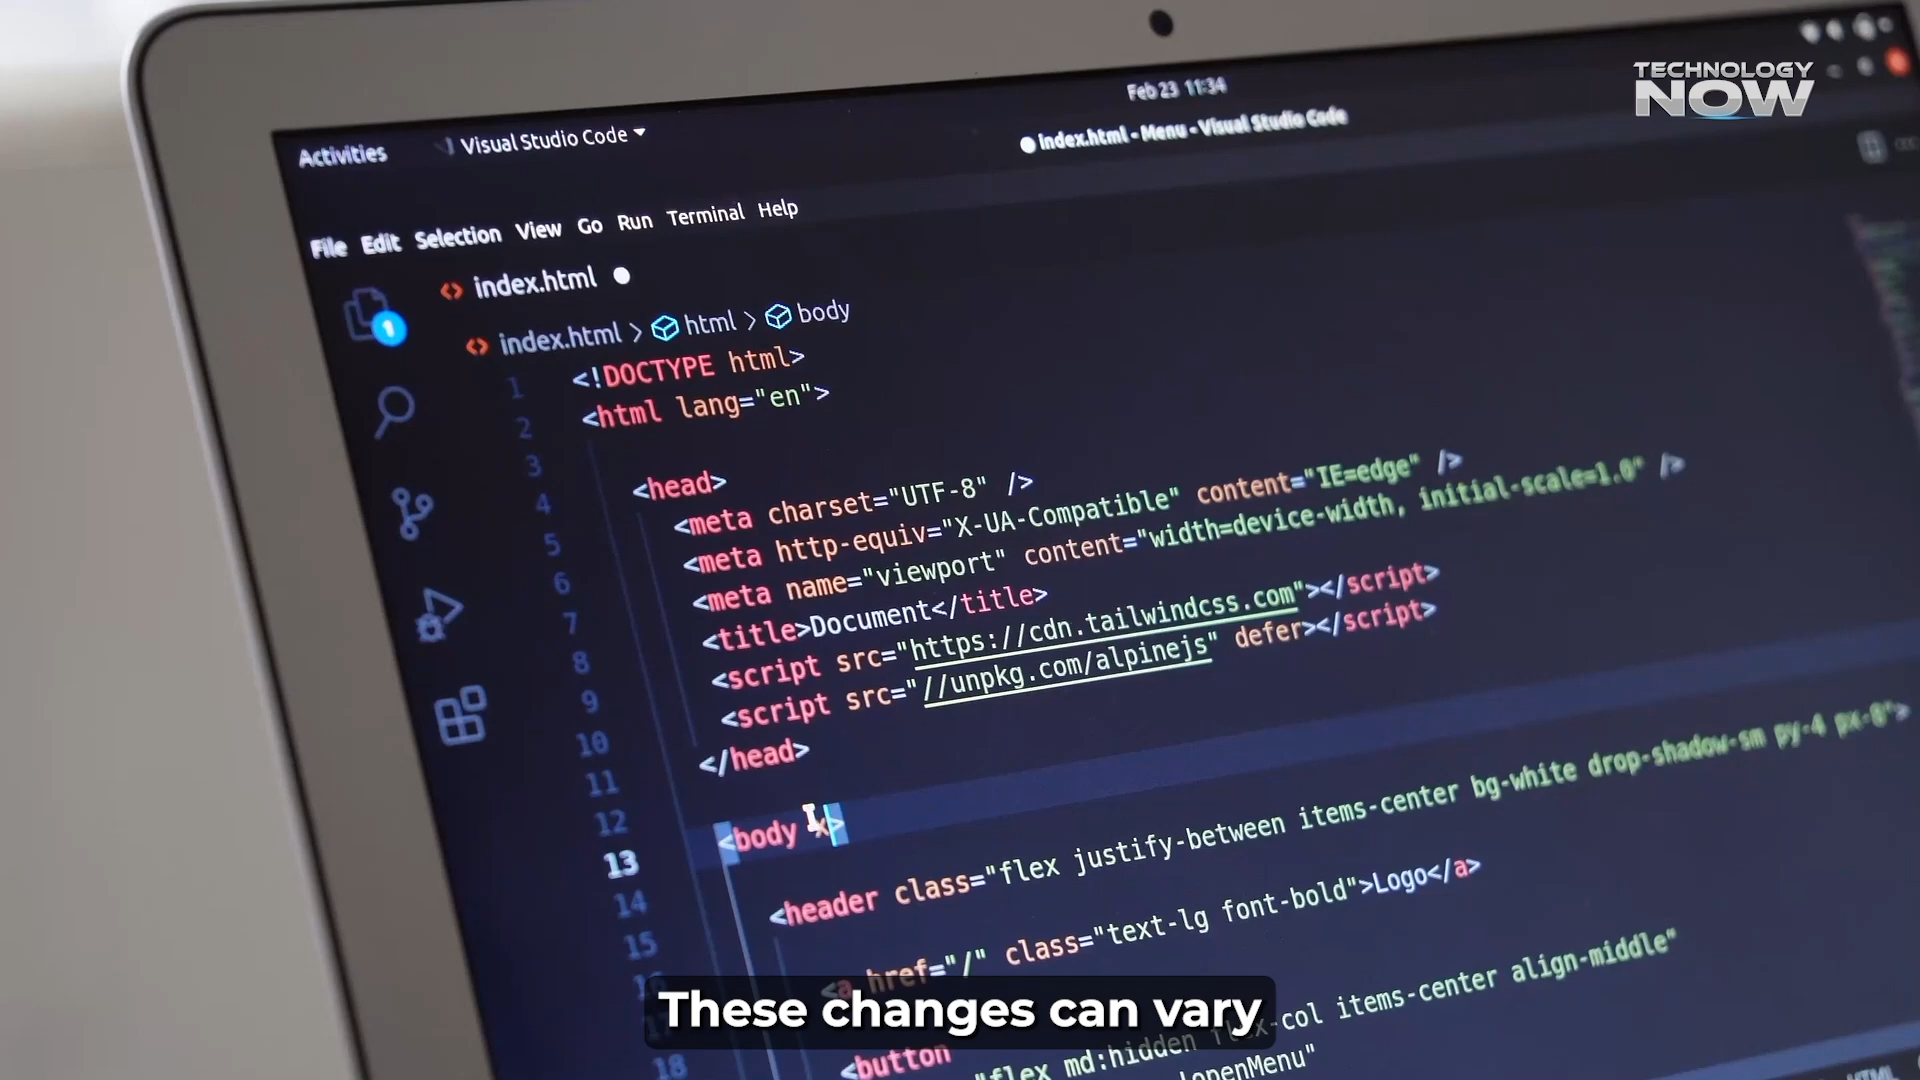 TECHNOLOGY
NOW
Feb 23 11:34
Activities
Visual Studio Code
index.html - Menu - Visual Studio Code
File Edit Selection View Go Run Terminal Help
index.html
1
index.html > html > body
1 <!DOCTYPE html>
2 <html lang="en">
3
4 <head>
5 <meta charset="UTF-8" />
6 <meta http-equiv="X-UA-Compatible" content="IE=edge" />
7 <meta name="viewport" content="width=device-width, initial-scale=1.0" />
8 <title>Document</title>
9 <script src="https://cdn.tailwindcss.com"></script>
10 <script src="//unpkg.com/alpinejs" defer></script>
11 </head>
12
13 <body x>
14 <header class="flex justify-between items-center bg-white drop-shadow-sm py-4 px-8">
15 <a href="/" class="text-lg font-bold">Logo</a>
18 <button "flex md:hidden flex-col items-center align-middle"
openMenu"
HTML
These changes can vary